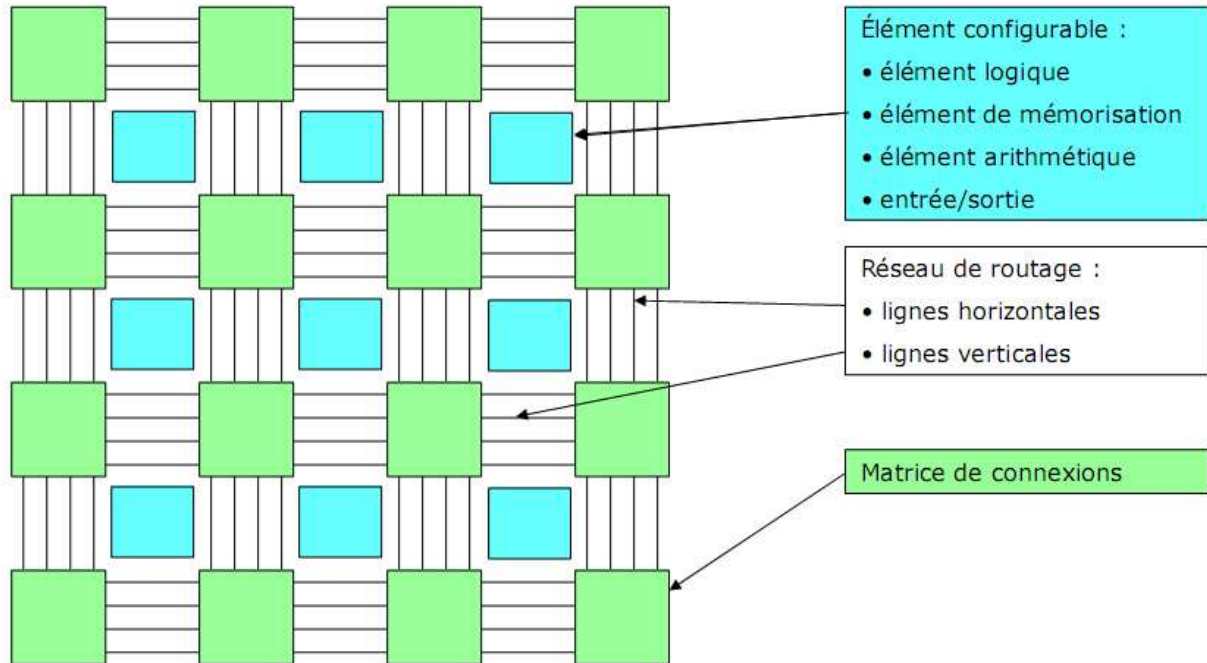 Élément configurable :
• élément logique
• élément de mémorisation
• élément arithmétique
• entrée/sortie
Réseau de routage :
• lignes horizontales
• lignes verticales
Matrice de connexions